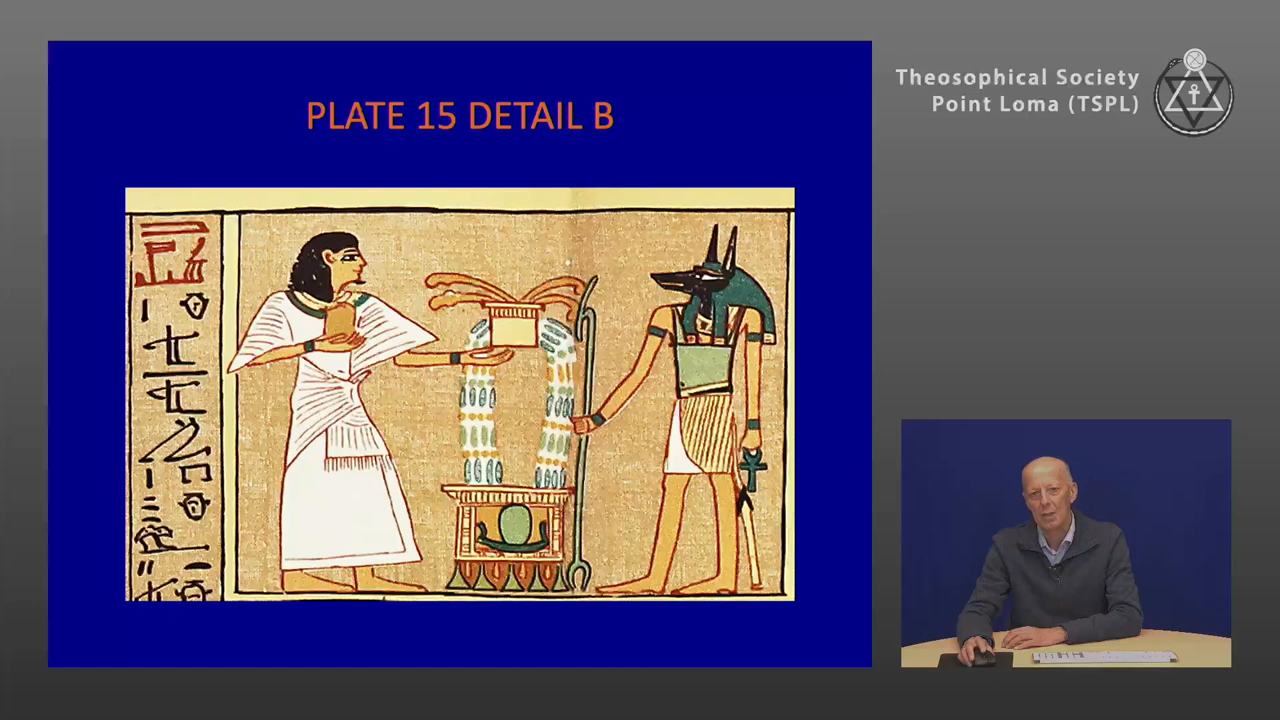 PLATE 15 DETAIL B
Theosophical Society
Point Loma (TSPL)